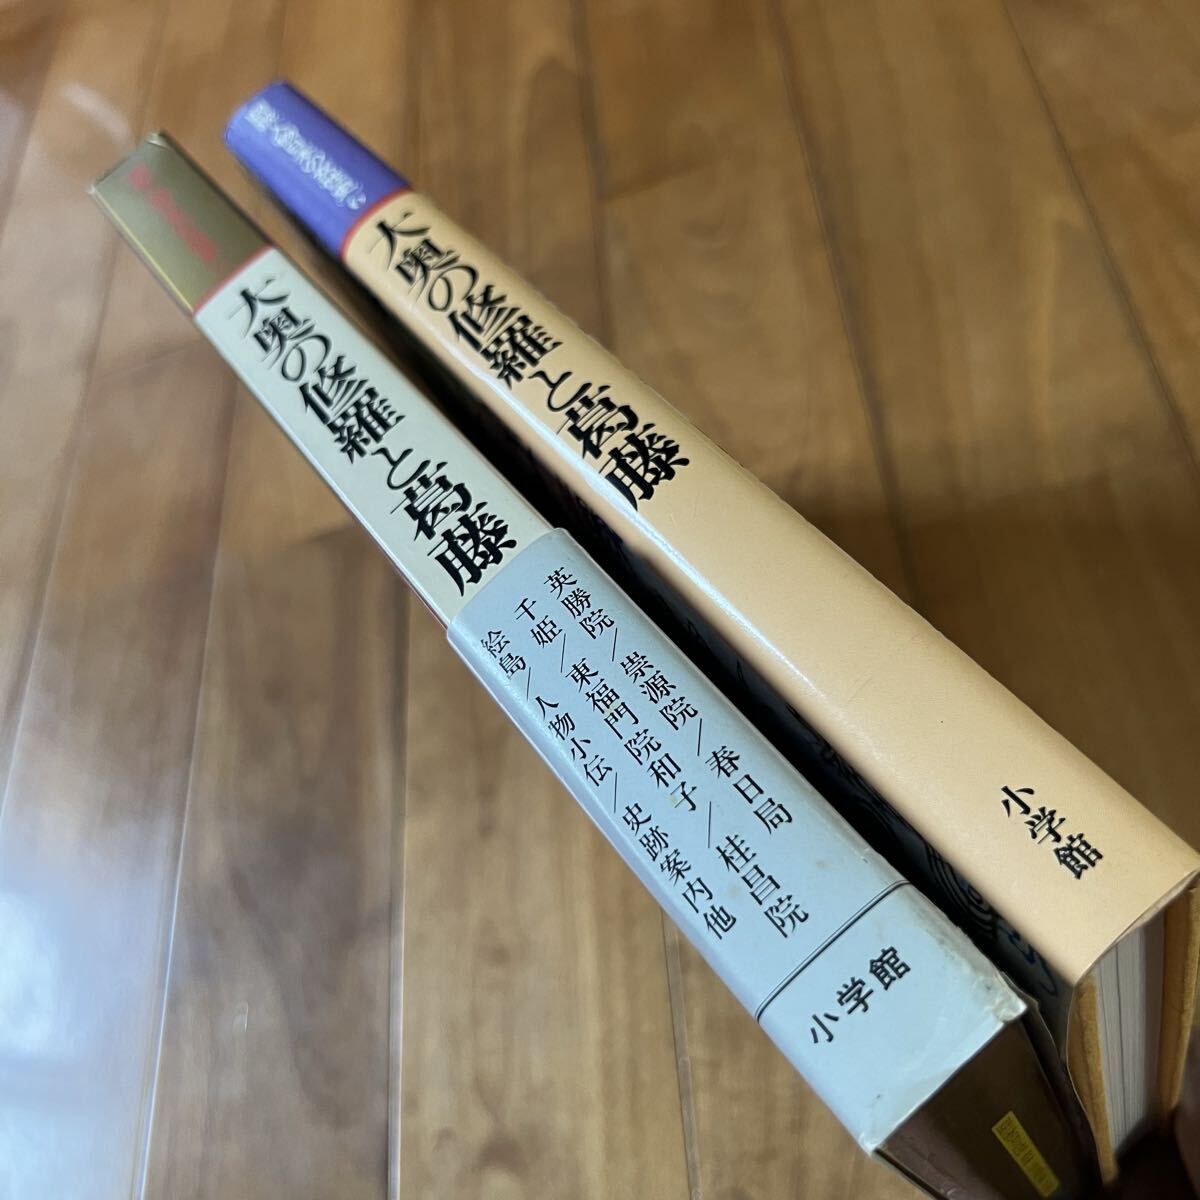 大奥の修羅と葛藤
英勝院／崇源院／春日局
千姫／東福門院和子／桂昌院
絵島／人物小伝／史跡案内他
小学館
大奥の修羅と葛藤
小学館